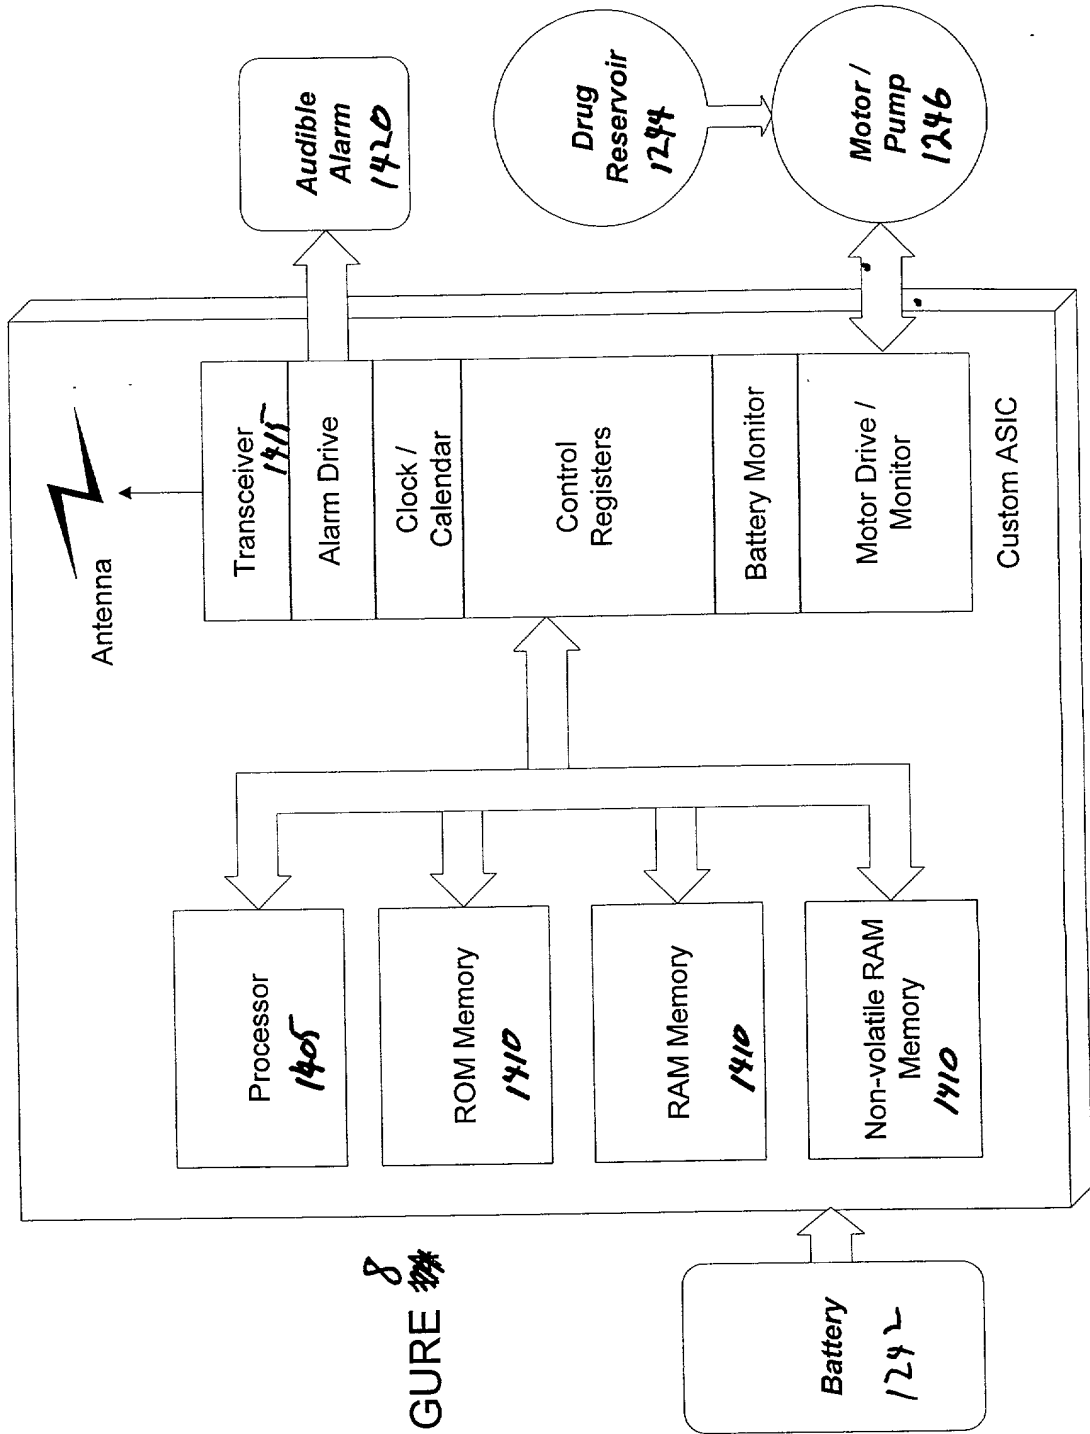 GURE 8
Antenna
Transceiver
1415
Alarm Drive
Clock /
Calendar
Control
Registers
Battery Monitor
Motor Drive /
Monitor
Custom ASIC
Processor
1405
ROM Memory
1410
RAM Memory
1410
Non-volatile RAM
Memory
1410
Audible
Alarm
1420
Drug
Reservoir
1244
Motor /
Pump
1246
Battery
1242